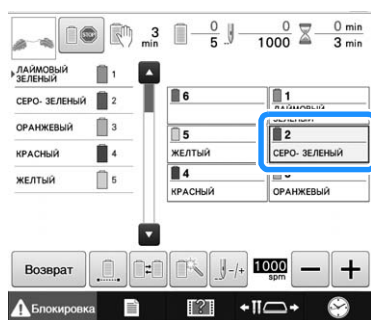 3 min
0 5
0 1000
0 min 3 min
ЛАЙМОВЫЙ ЗЕЛЕНЫЙ 1
СЕРО- ЗЕЛЕНЫЙ 2
ОРАНЖЕВЫЙ 3
КРАСНЫЙ 4
ЖЕЛТЫЙ 5
6
1
ЛАЙМОВЫЙ
5
ЖЕЛТЫЙ
2
СЕРО- ЗЕЛЕНЫЙ
4
КРАСНЫЙ
ОРАНЖЕВЫЙ
Возврат
-/+
1000 spm
− +
Блокировка